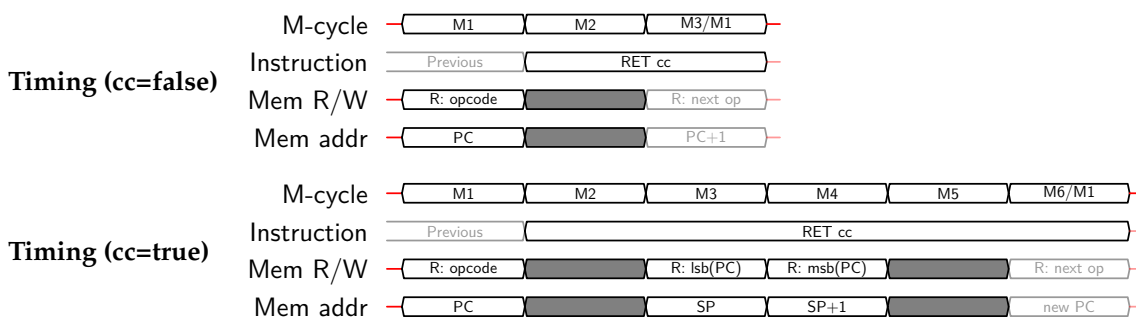 M-cycle M1 M2 M3/M1
Instruction Previous RET cc
Timing (cc=false)
Mem R/W R: opcode R: next op
Mem addr PC PC+1
M-cycle M1 M2 M3 M4 M5 M6/M1
Instruction Previous RET cc
Timing (cc=true)
Mem R/W R: opcode R: lsb(PC) R: msb(PC) R: next op
Mem addr PC SP SP+1 new PC